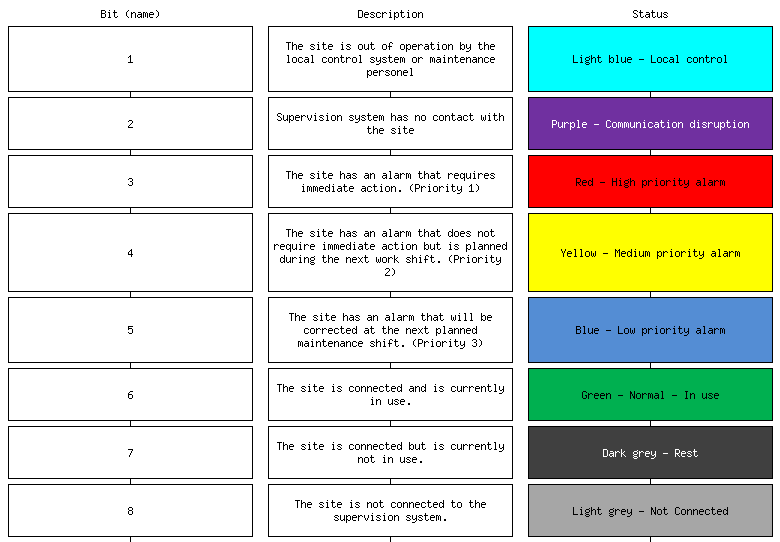 Bit (name) Description Status
1
The site is out of operation by the
local control system or maintenance
personel
Light blue - Local control
2
Supervision system has no contact with
the site
Purple - Communication disruption
3
The site has an alarm that requires
immediate action. (Priority 1)
Red - High priority alarm
4
The site has an alarm that does not
require immediate action but is planned
during the next work shift. (Priority
2)
Yellow - Medium priority alarm
5
The site has an alarm that will be
corrected at the next planned
maintenance shift. (Priority 3)
Blue - Low priority alarm
6
The site is connected and is currently
in use.
Green - Normal - In use
7
The site is connected but is currently
not in use.
Dark grey - Rest
8
The site is not connected to the
supervision system.
Light grey - Not Connected